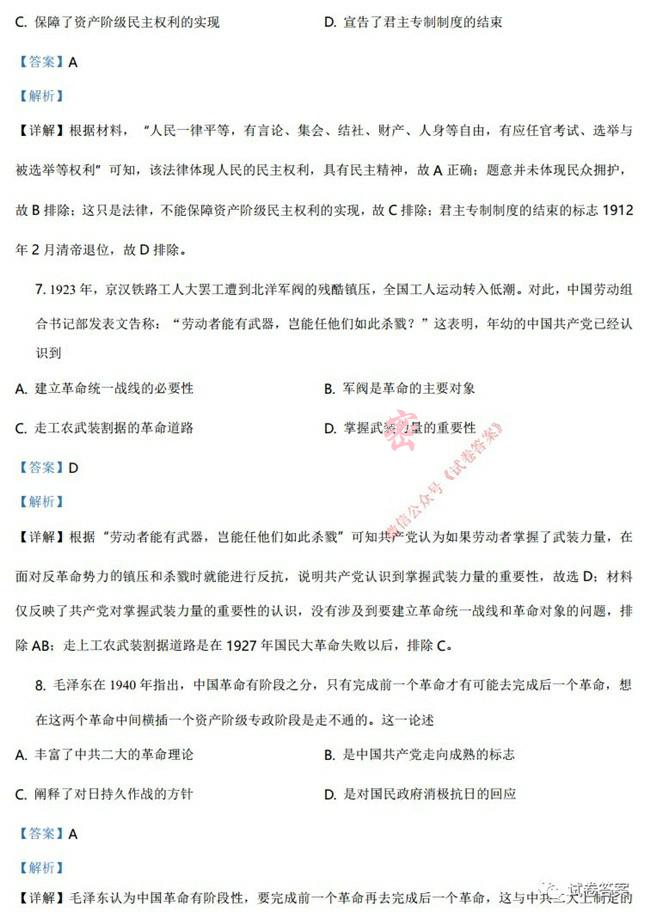 C. 保障了资产阶级民主权利的实现 D. 宣告了君主专制制度的结束
【答案】A
【解析】
【详解】根据材料，“人民一律平等，有言论、集会、结社、财产、人身等自由，有应任官考试、选举与
被选举等权利”可知，该法律体现人民的民主权利，具有民主精神，故 A 正确；题意并未体现民众拥护，
故 B 排除；这只是法律，不能保障资产阶级民主权利的实现，故 C 排除；君主专制制度的结束的标志 1912
年 2 月清帝退位，故 D 排除。
7. 1923 年，京汉铁路工人大罢工遭到北洋军阀的残酷镇压，全国工人运动转入低潮。对此，中国劳动组
合书记部发表文告称：“劳动者能有武器，岂能任他们如此杀戮？”这表明，年幼的中国共产党已经认
识到
A. 建立革命统一战线的必要性 B. 军阀是革命的主要对象
C. 走工农武装割据的革命道路 D. 掌握武装力量的重要性
密
微信公众号《试卷答案》
【答案】D
【解析】
【详解】根据“劳动者能有武器，岂能任他们如此杀戮”可知共产党认为如果劳动者掌握了武装力量，在
面对反革命势力的镇压和杀戮时就能进行反抗，说明共产党认识到掌握武装力量的重要性，故选 D；材料
仅反映了共产党对掌握武装力量的重要性的认识，没有涉及到要建立革命统一战线和革命对象的问题，排
除 AB；走上工农武装割据道路是在 1927 年国民大革命失败以后，排除 C。
8. 毛泽东在 1940 年指出，中国革命有阶段之分，只有完成前一个革命才有可能去完成后一个革命，想
在这两个革命中间横插一个资产阶级专政阶段是走不通的。这一论述
A. 丰富了中共二大的革命理论 B. 是中国共产党走向成熟的标志
C. 阐释了对日持久作战的方针 D. 是对国民政府消极抗日的回应
【答案】A
【解析】
【详解】毛泽东认为中国革命有阶段性，要完成前一个革命再去完成后一个革命，这与中共二大上制定的
试卷答案